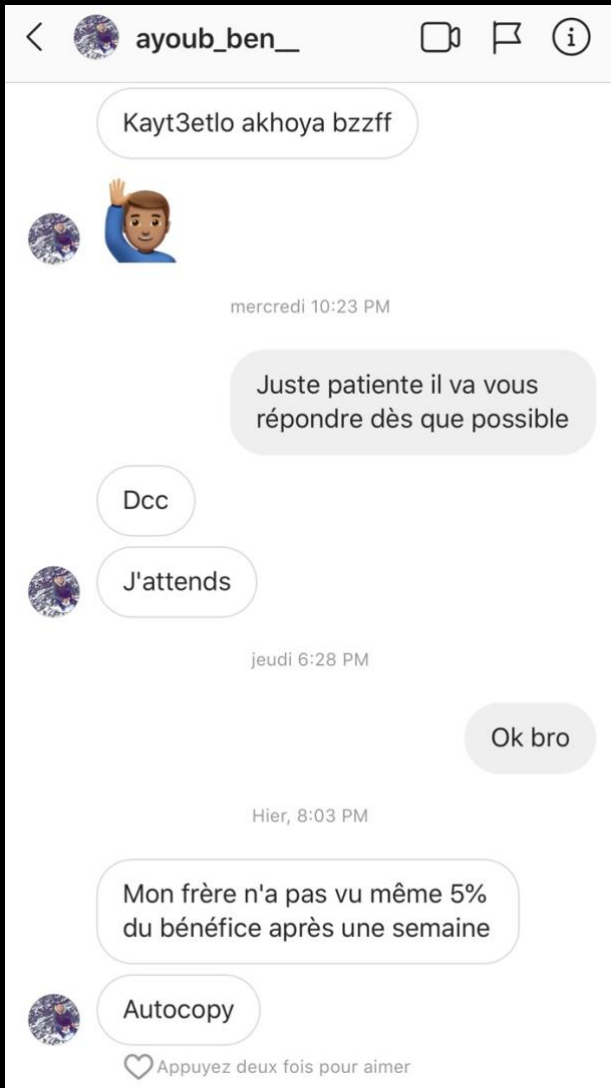 ayoub_ben__
Kayt3etlo akhoya bzzff
mercredi 10:23 PM
Juste patiente il va vous
répondre dès que possible
Dcc
J'attends
jeudi 6:28 PM
Ok bro
Hier, 8:03 PM
Mon frère n'a pas vu même 5%
du bénéfice après une semaine
Autocopy
Appuyez deux fois pour aimer